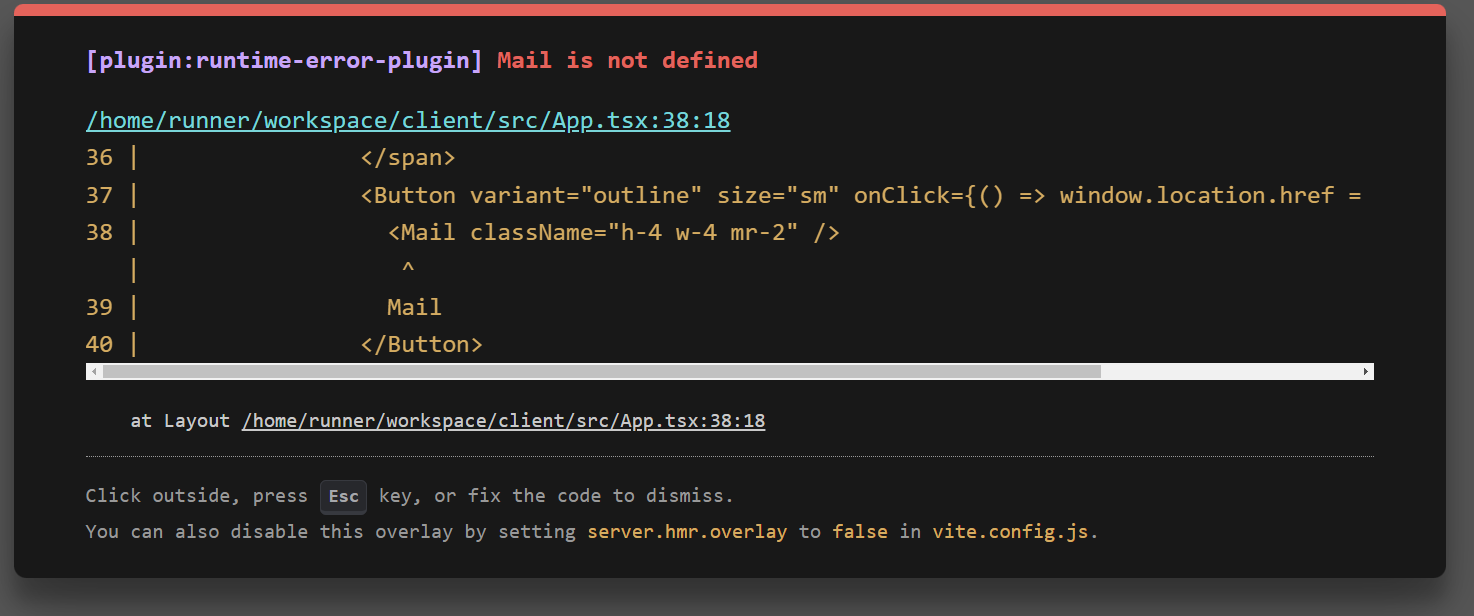 [plugin:runtime-error-plugin] Mail is not defined
/home/runner/workspace/client/src/App.tsx:38:18
36 |                </span>
37 |                <Button variant="outline" size="sm" onClick={() => window.location.href =
38 |                  <Mail className="h-4 w-4 mr-2" />
   |                   ^
39 |                  Mail
40 |                </Button>
at Layout /home/runner/workspace/client/src/App.tsx:38:18
Click outside, press Esc key, or fix the code to dismiss.
You can also disable this overlay by setting server.hmr.overlay to false in vite.config.js.